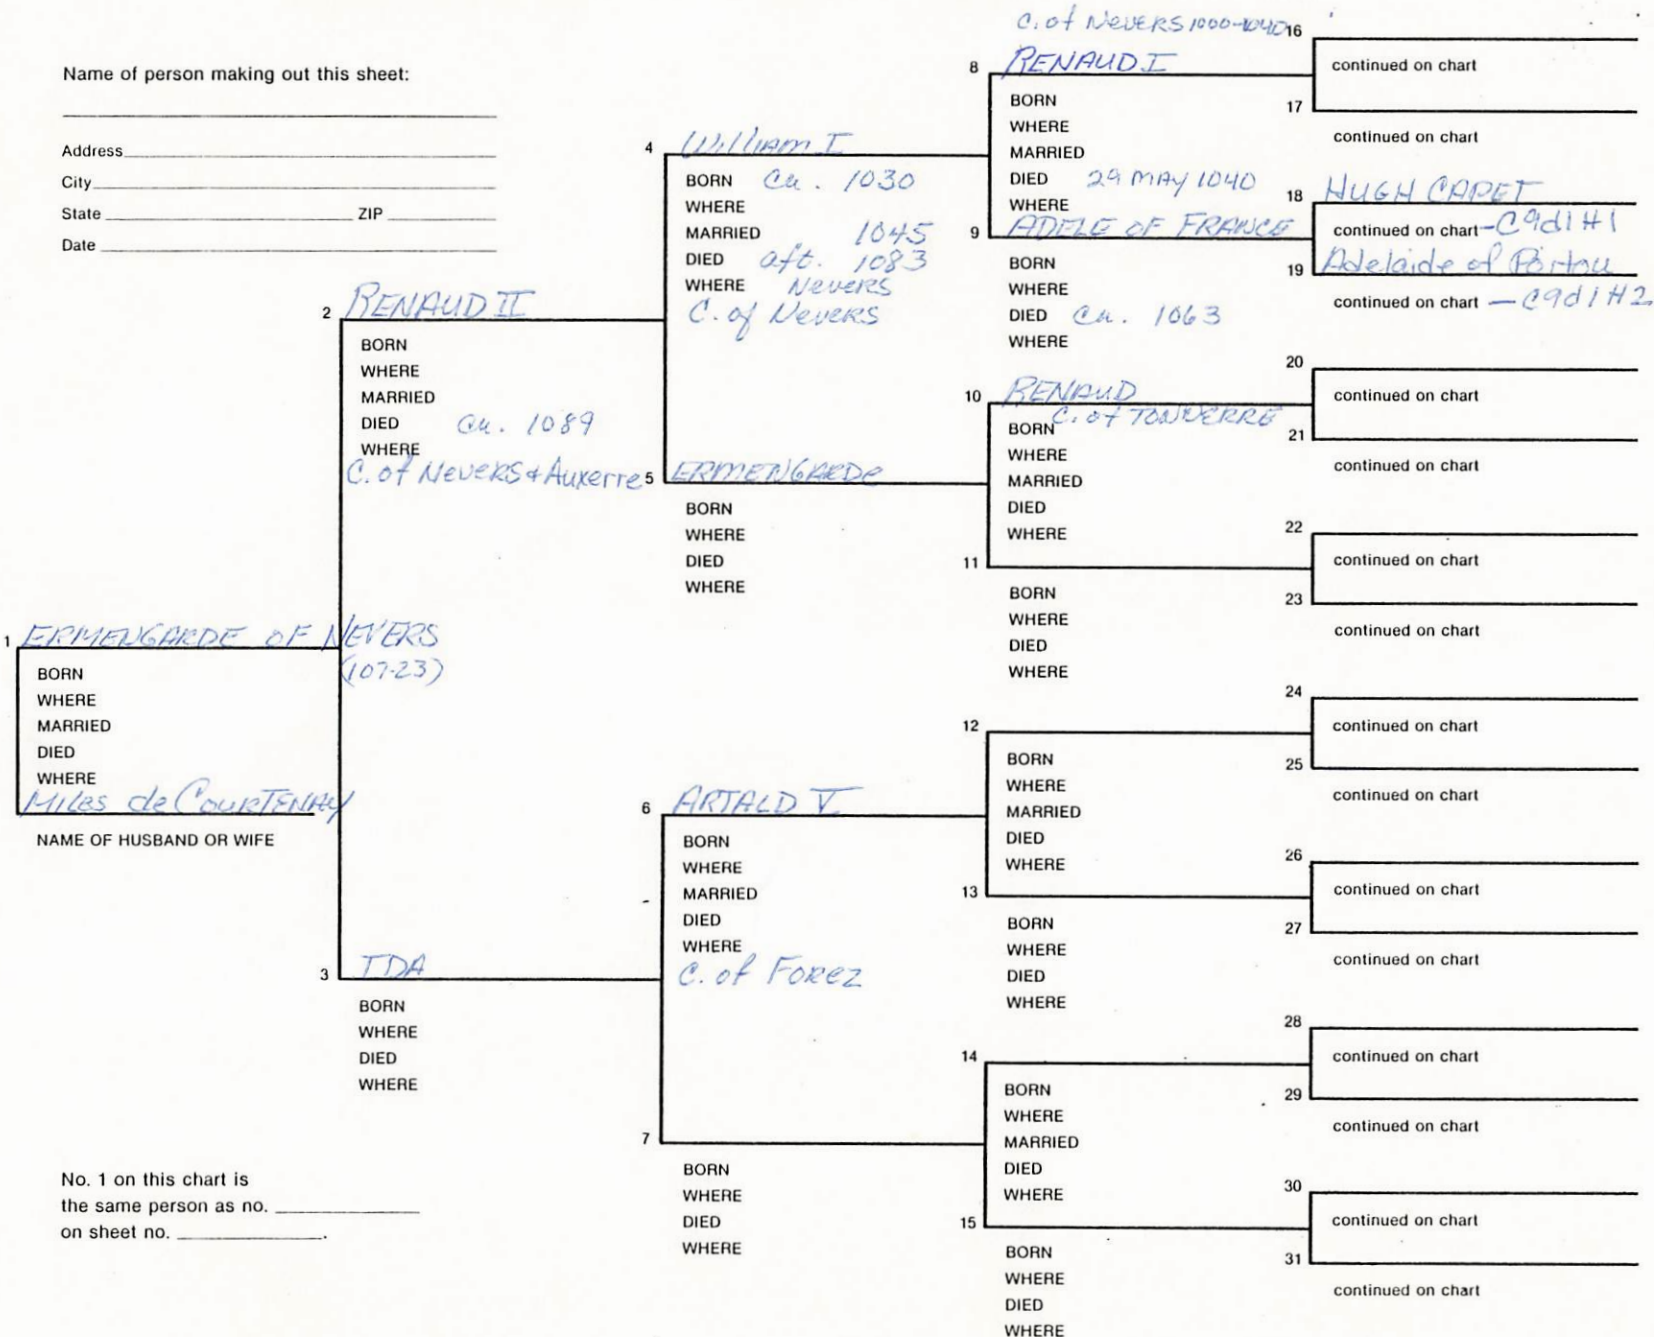 Name of person making out this sheet:
Address
City
State ZIP
Date
No. 1 on this chart is
the same person as no.
on sheet no.
1 ERMENGARDE OF NEVERS
(107-23)
BORN
WHERE
MARRIED
DIED
WHERE
Miles de Courtenay
NAME OF HUSBAND OR WIFE
2 RENAUD II
BORN
WHERE
MARRIED
DIED ca. 1089
WHERE
C. of Nevers & Auxerre
3 IDA
BORN
WHERE
DIED
WHERE
4 William I
BORN Ca. 1030
WHERE
MARRIED 1045
DIED aft. 1083
WHERE Nevers
C. of Nevers
5 ERMENGARDE
BORN
WHERE
DIED
WHERE
6 ARTALD V
BORN
WHERE
MARRIED
DIED
WHERE
C. of Forez
7
BORN
WHERE
DIED
WHERE
C. of Nevers 1000-1040
8 RENAUD I
BORN
WHERE
MARRIED
DIED 29 MAY 1040
WHERE
9 ADELE OF FRANCE
BORN
WHERE
DIED Ca. 1063
WHERE
10 RENAUD
C. of TONNERRE
BORN
WHERE
MARRIED
DIED
WHERE
11
BORN
WHERE
DIED
WHERE
12
BORN
WHERE
MARRIED
DIED
WHERE
13
BORN
WHERE
DIED
WHERE
14
BORN
WHERE
MARRIED
DIED
WHERE
15
BORN
WHERE
DIED
WHERE
16
continued on chart
17
continued on chart
18 HUGH CAPET
continued on chart - C9d1#1
19 Adelaide of
continued on chart - C9d1#2
20
continued on chart
21
continued on chart
22
continued on chart
23
continued on chart
24
continued on chart
25
continued on chart
26
continued on chart
27
continued on chart
28
continued on chart
29
continued on chart
30
continued on chart
31
continued on chart